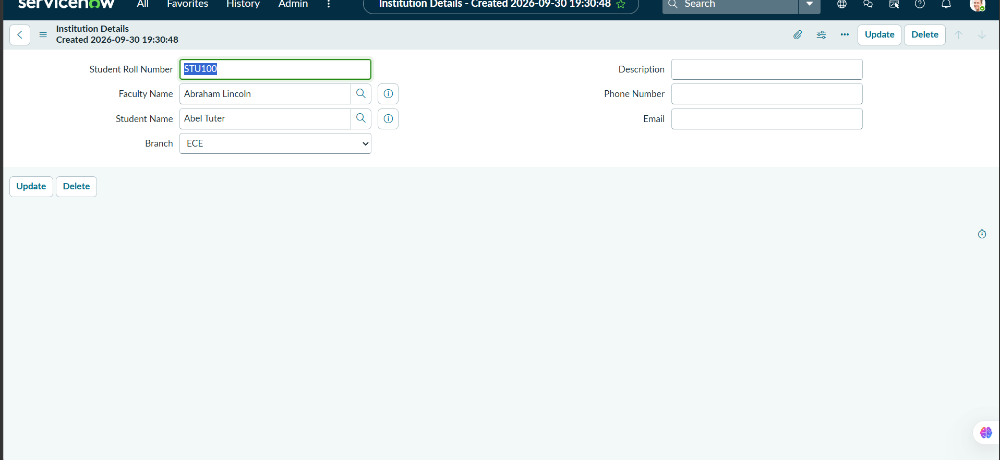 servicenow All Favorites History Admin Institution Details - Created 2026-09-30 19:30:48 Search
Institution Details
Created 2026-09-30 19:30:48
Update Delete
Student Roll Number STU100 Description
Faculty Name Abraham Lincoln Phone Number
Student Name Abel Tuter Email
Branch ECE
Update Delete